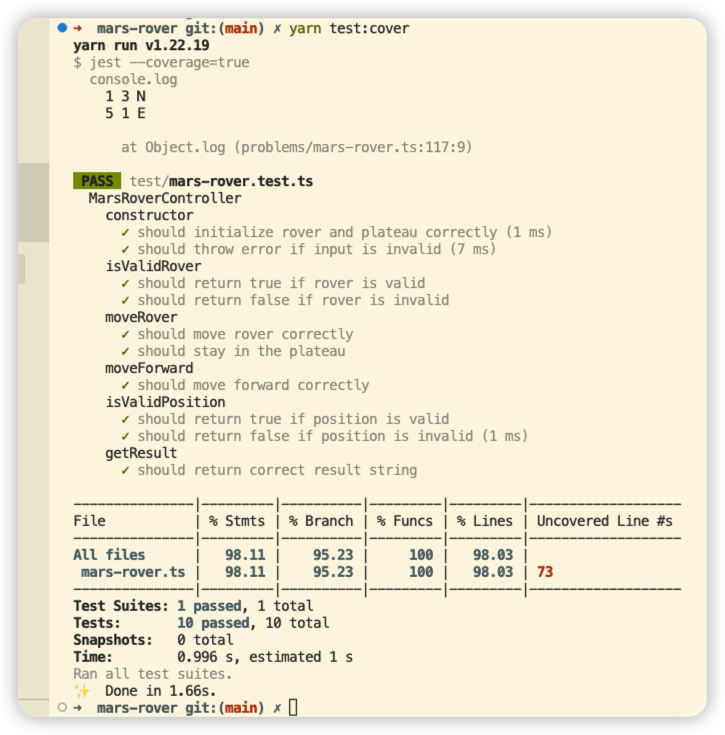 → mars-rover git:(main) ✗ yarn test:cover
yarn run v1.22.19
$ jest --coverage=true
console.log
1 3 N
5 1 E
at Object.log (problems/mars-rover.ts:117:9)
PASS test/mars-rover.test.ts
MarsRoverController
constructor
✓ should initialize rover and plateau correctly (1 ms)
✓ should throw error if input is invalid (7 ms)
isValidRover
✓ should return true if rover is valid
✓ should return false if rover is invalid
moveRover
✓ should move rover correctly
✓ should stay in the plateau
moveForward
✓ should move forward correctly
isValidPosition
✓ should return true if position is valid
✓ should return false if position is invalid (1 ms)
getResult
✓ should return correct result string
---------------|---------|----------|---------|---------|-------------------
File | % Stmts | % Branch | % Funcs | % Lines | Uncovered Line #s
---------------|---------|----------|---------|---------|-------------------
All files | 98.11 | 95.23 | 100 | 98.03 |
mars-rover.ts | 98.11 | 95.23 | 100 | 98.03 | 73
---------------|---------|----------|---------|---------|-------------------
Test Suites: 1 passed, 1 total
Tests: 10 passed, 10 total
Snapshots: 0 total
Time: 0.996 s, estimated 1 s
Ran all test suites.
✨ Done in 1.66s.
→ mars-rover git:(main) ✗